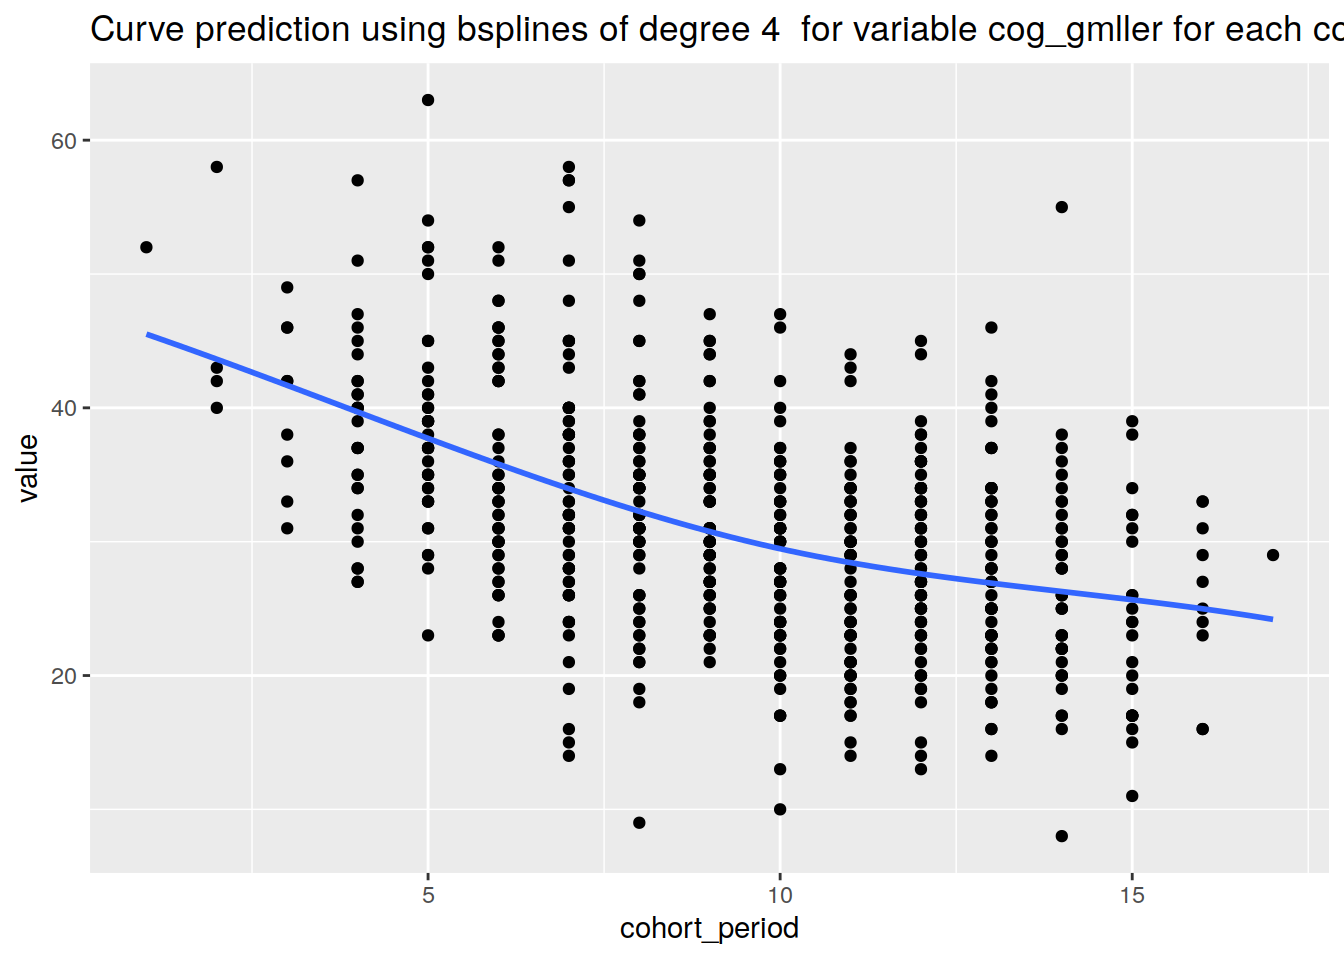 Curve prediction using bsplines of degree 4  for variable cog_gmller for each co
60
40
20
value
5 10 15
cohort_period